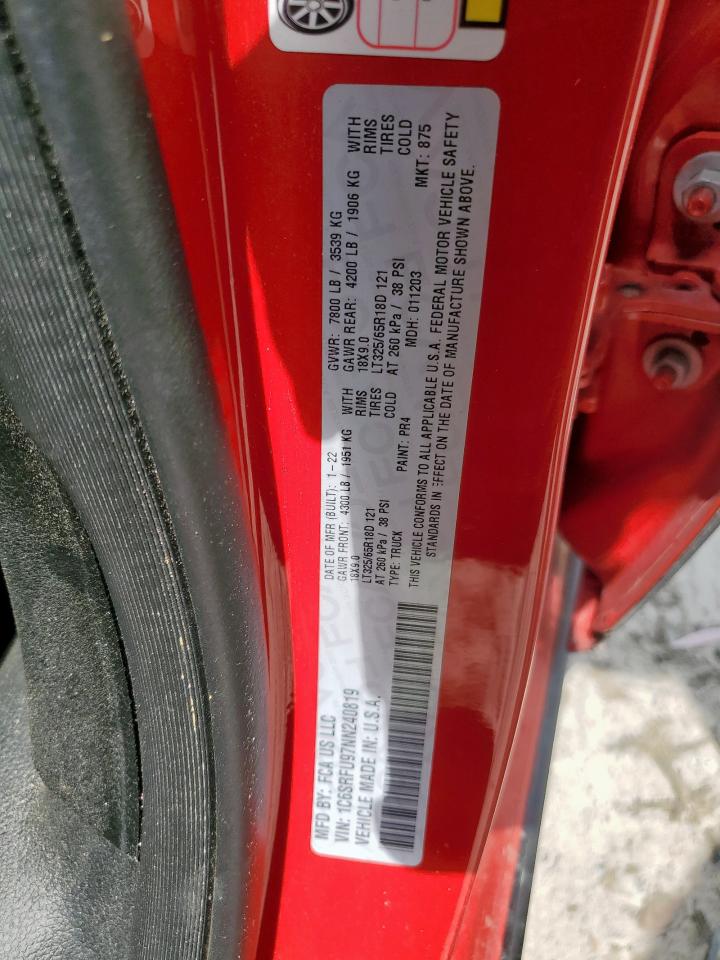 MFD BY: FCA US LLC
DATE OF MFR (BUILT): 1-22
GVWR: 7800 LB / 3539 KG
GAWR FRONT: 4300 LB / 1951 KG WITH
GAWR REAR: 4200 LB / 1906 KG WITH
18X9.0 RIMS
18X9.0 RIMS
LT325/65R18D 121 TIRES
LT325/65R18D 121 TIRES
AT 260 kPa / 38 PSI COLD
AT 260 kPa / 38 PSI COLD
VIN: 1C6SRFU97NN240819
TYPE: TRUCK
PAINT: PR4
MDH: 011203
MKT: 875
VEHICLE MADE IN: U.S.A.
THIS VEHICLE CONFORMS TO ALL APPLICABLE U.S.A. FEDERAL MOTOR VEHICLE SAFETY
STANDARDS IN EFFECT ON THE DATE OF MANUFACTURE SHOWN ABOVE.